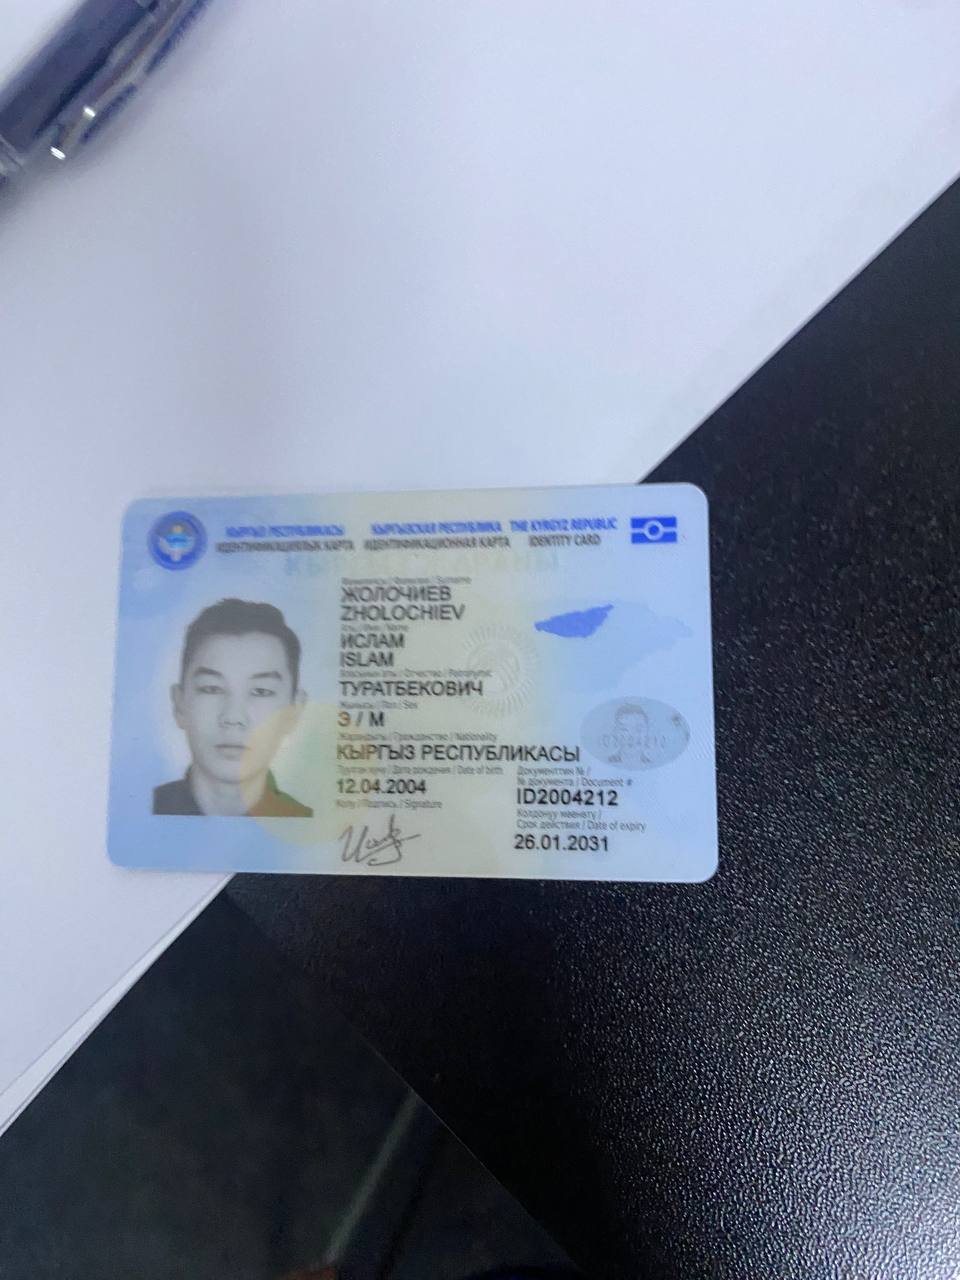 КЫРГЫЗ РЕСПУБЛИКАСЫ КЫРГЫЗСКАЯ РЕСПУБЛИКА THE KYRGYZ REPUBLIC
ИДЕНТИФИКАЦИЯЛЫК КАРТА ИДЕНТИФИКАЦИОННАЯ КАРТА IDENTITY CARD
Фамилиясы / Фамилия / Surname
ЖОЛОЧИЕВ
ZHOLOCHIEV
Аты / Имя / Name
ИСЛАМ
ISLAM
Атасынын аты / Отчество / Patronymic
ТУРАТБЕКОВИЧ
Жынысы / Пол / Sex
Э / М
Жарандыгы / Гражданство / Nationality
КЫРГЫЗ РЕСПУБЛИКАСЫ
Туулган күнү / Дата рождения / Date of birth
12.04.2004
Документтин № /
№ документа / Document #
ID2004212
Колу / Подпись / Signature
Колдонуу мөөнөтү /
Срок действия / Date of expiry
26.01.2031